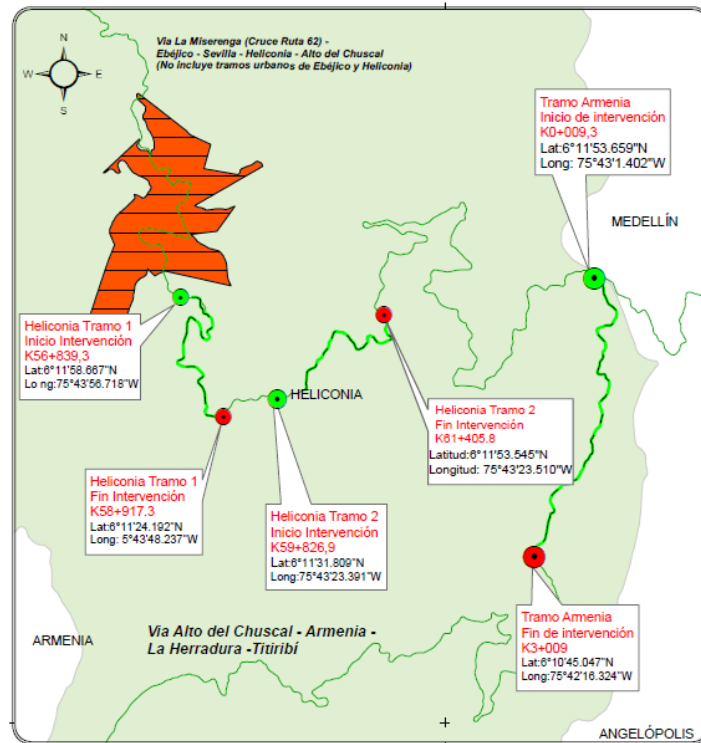 Via La Miserenga (Cruce Ruta 62) -
Ebéjico - Sevilla - Heliconia - Alto del Chuscal
(No incluye tramos urbanos de Ebéjico y Heliconia)
N
W
E
S
Tramo Armenia
Inicio de intervención
K0+009,3
Lat:6°11'53.659"N
Long: 75°43'1.402"W
MEDELLÍN
Heliconia Tramo 1
Inicio Intervención
K56+839,3
Lat:6°11'58.667"N
Lo ng:75°43'56.718"W
HELICONIA
Heliconia Tramo 2
Fin Intervención
K61+405.8
Latitud:6°11'53.545"N
Longitud: 75°43'23.510"W
Heliconia Tramo 1
Fin Intervención
K58+917.3
Lat:6°11'24.192"N
Long: 5°43'48.237"W
Heliconia Tramo 2
Inicio Intervención
K59+826,9
Lat:6°11'31.809"N
Long:75°43'23.391"W
Tramo Armenia
Fin de intervención
K3+009
Lat:6°10'45.047"N
Long:75°42'16.324"W
ARMENIA
Via Alto del Chuscal - Armenia -
La Herradura -Titiribí
ANGELÓPOLIS